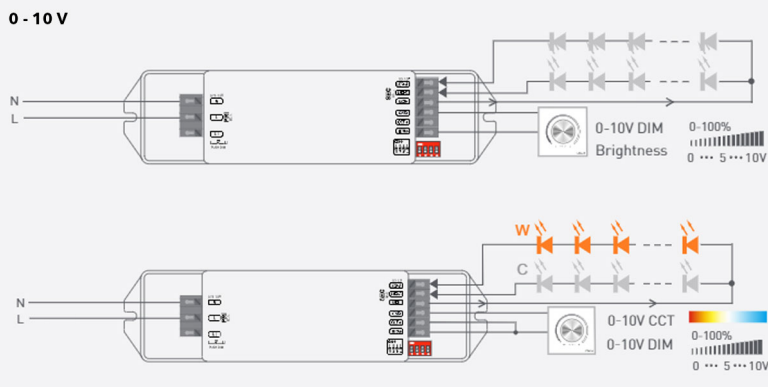 0 - 10 V
N
L
0-10V DIM
Brightness
0-100%
0 ••• 5 ••• 10V
W
C
N
L
0-10V CCT
0-10V DIM
0-100%
0 ••• 5 ••• 10V